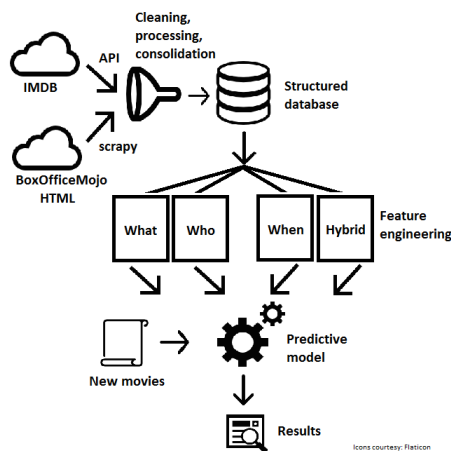 Cleaning,
processing,
consolidation
API
IMDB
Structured
database
scrapy
BoxOfficeMojo
HTML
What
Who
When
Hybrid
Feature
engineering
Predictive
model
New movies
Results
Icons courtesy: Flaticon